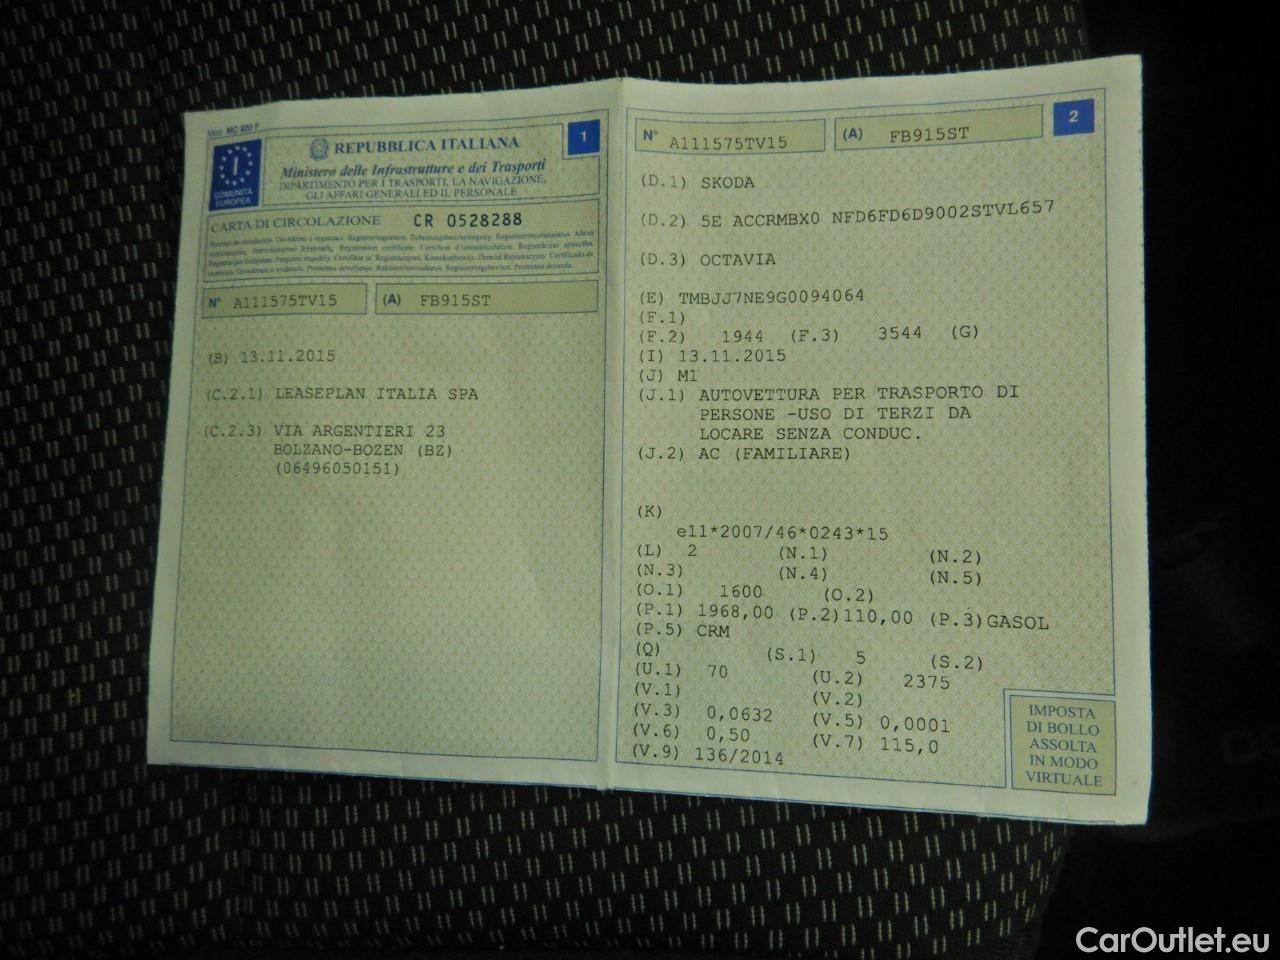 Mod. MC 820 F
1
I
COMUNITÀ
EUROPEA
REPUBBLICA ITALIANA
Ministero delle Infrastrutture e dei Trasporti
DIPARTIMENTO PER I TRASPORTI, LA NAVIGAZIONE,
GLI AFFARI GENERALI ED IL PERSONALE
CARTA DI CIRCOLAZIONE CR 0528288
N° A111575TV15 (A) FB915ST
(B) 13.11.2015
(C.2.1) LEASEPLAN ITALIA SPA
(C.2.3) VIA ARGENTIERI 23
BOLZANO-BOZEN (BZ)
(06496050151)
2
N° A111575TV15 (A) FB915ST
(D.1) SKODA
(D.2) 5E ACCRMBX0 NFD6FD6D9002STVL657
(D.3) OCTAVIA
(E) TMBJJ7NE9G0094064
(F.1)
(F.2) 1944 (F.3) 3544 (G)
(I) 13.11.2015
(J) M1
(J.1) AUTOVETTURA PER TRASPORTO DI
PERSONE -USO DI TERZI DA
LOCARE SENZA CONDUC.
(J.2) AC (FAMILIARE)
(K)
e11*2007/46*0243*15
(L) 2 (N.1) (N.2)
(N.3) (N.4) (N.5)
(O.1) 1600 (O.2)
(P.1) 1968,00 (P.2)110,00 (P.3)GASOL
(P.5) CRM
(Q) (S.1) 5 (S.2)
(U.1) 70 (U.2) 2375
(V.1) (V.2)
(V.3) 0,0632 (V.5) 0,0001
(V.6) 0,50 (V.7) 115,0
(V.9) 136/2014
IMPOSTA
DI BOLLO
ASSOLTA
IN MODO
VIRTUALE
CarOutlet.eu